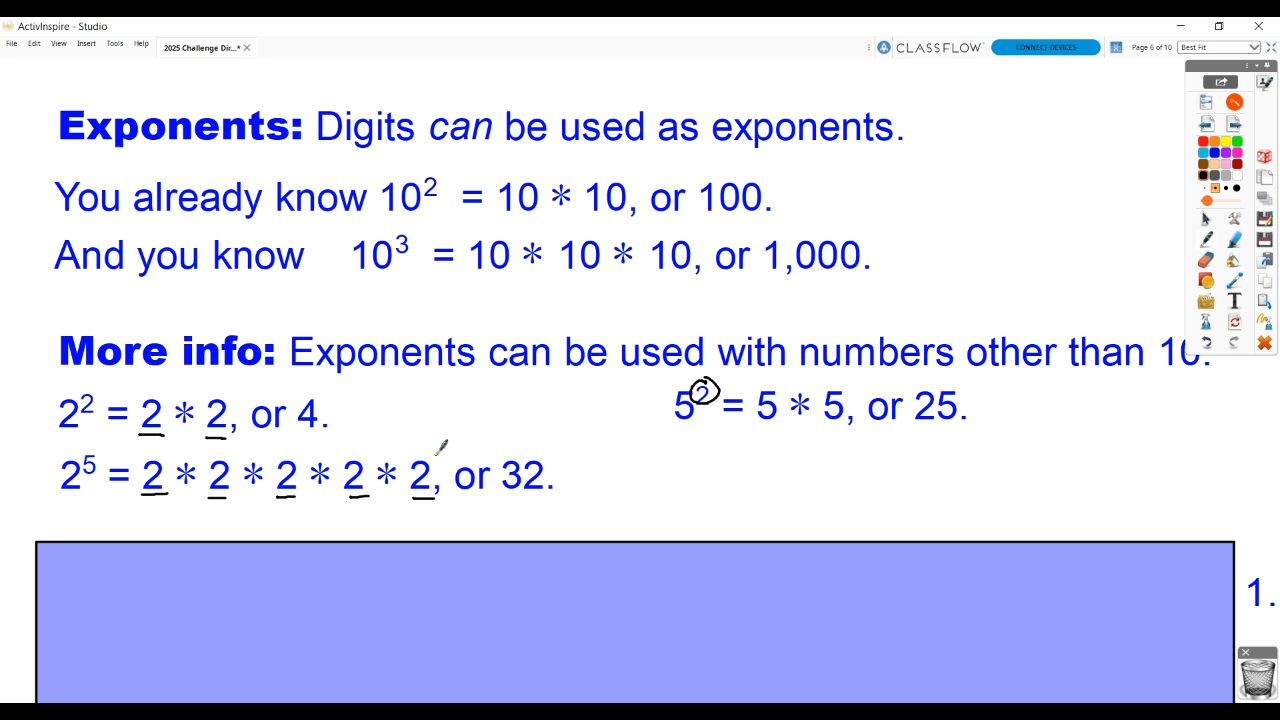 ActivInspire - Studio
File Edit View Insert Tools Help 2025 Challenge Dir...* CLASSFLOW CONNECT DEVICES Page 6 of 10 Best Fit
Exponents: Digits can be used as exponents.
You already know 10² = 10 * 10, or 100.
And you know 10³ = 10 * 10 * 10, or 1,000.
More info: Exponents can be used with numbers other than 10.
2² = 2 * 2, or 4.
5² = 5 * 5, or 25.
2⁵ = 2 * 2 * 2 * 2 * 2, or 32.
1.